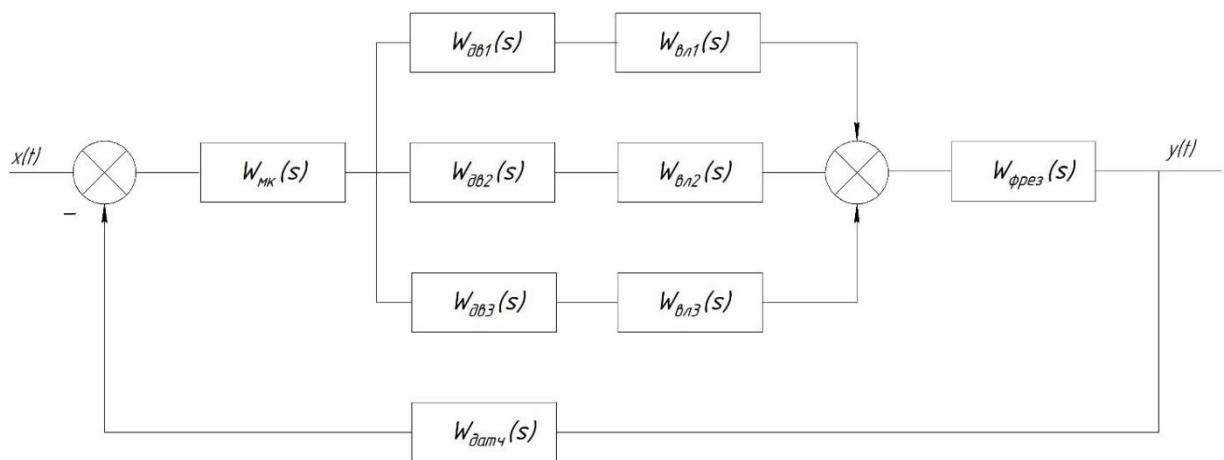 W_дв1(s)
W_вл1(s)
x(t)
W_мк(s)
W_дв2(s)
W_вл2(s)
W_фрез(s)
y(t)
–
W_дв3(s)
W_вл3(s)
W_датч(s)